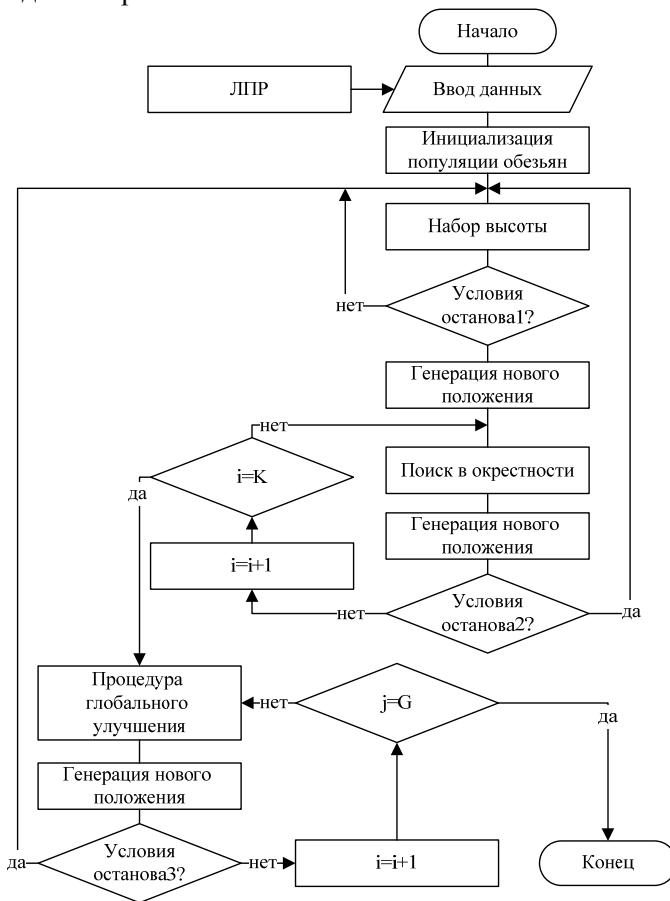 Начало
ЛПР
Ввод данных
Инициализация
популяции обезьян
Набор высоты
нет
Условия
останова1?
Генерация нового
положения
нет
i=K
да
Поиск в окрестности
Генерация нового
положения
i=i+1
нет
Условия
останова2?
да
Процедура
глобального
улучшения
нет
j=G
да
Генерация нового
положения
да
Условия
останова3?
нет
i=i+1
Конец